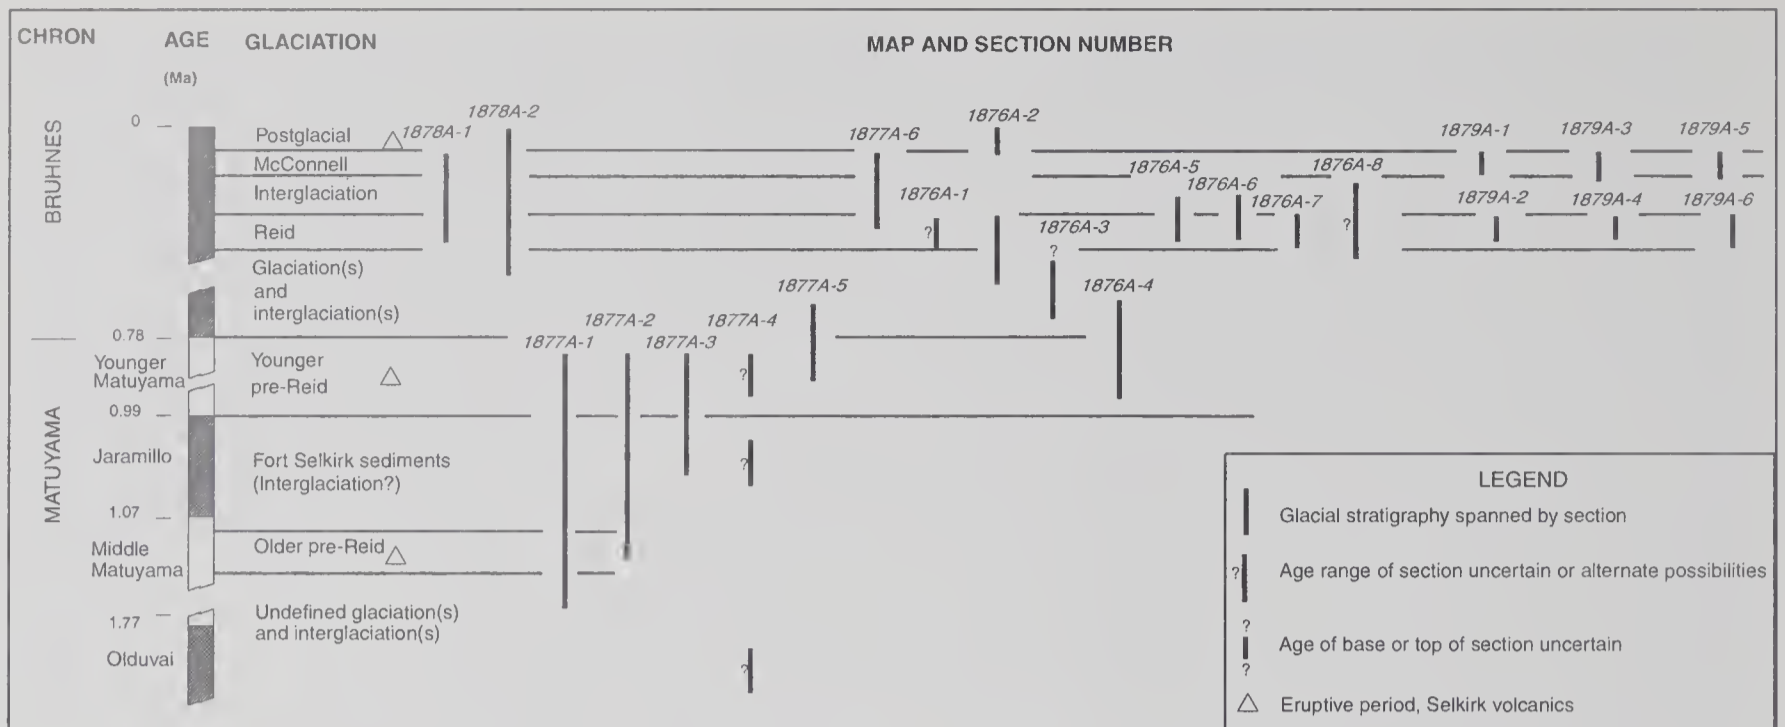 CHRON AGE GLACIATION MAP AND SECTION NUMBER
(Ma)
BRUHNES
MATUYAMA
0
0.78
Younger
Matuyama
0.99
Jaramillo
1.07
Middle
Matuyama
1.77
Olduvai
Postglacial
McConnell
Interglaciation
Reid
Glaciation(s)
and
interglaciation(s)
Younger
pre-Reid
Fort Selkirk sediments
(Interglaciation?)
Older pre-Reid
Undefined glaciation(s)
and interglaciation(s)
1878A-1
1878A-2
1877A-1
1877A-2
1877A-3
1877A-4
?
?
?
1877A-5
1877A-6
1876A-1
?
1876A-2
1876A-3
?
1876A-4
1876A-5
1876A-6
1876A-7
1876A-8
?
1879A-1
1879A-2
1879A-3
1879A-4
1879A-5
1879A-6
LEGEND
Glacial stratigraphy spanned by section
? Age range of section uncertain or alternate possibilities
?
Age of base or top of section uncertain
?
Eruptive period, Selkirk volcanics